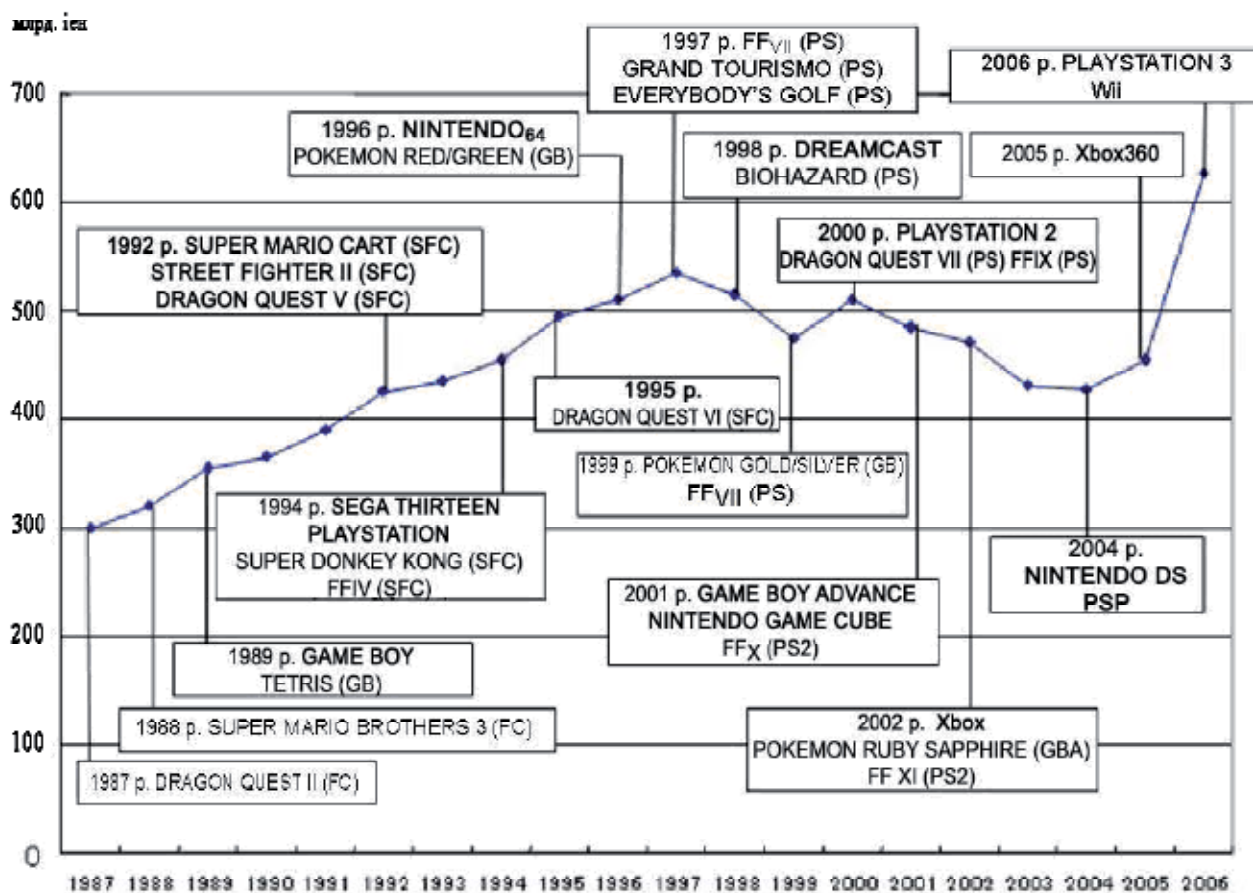 млрд. ієн
1997 р. FFVII (PS)
GRAND TOURISMO (PS)
EVERYBODY'S GOLF (PS)
2006 р. PLAYSTATION 3
Wii
700
1996 р. NINTENDO64
POKEMON RED/GREEN (GB)
1998 р. DREAMCAST
BIOHAZARD (PS)
2005 р. Xbox360
600
1992 р. SUPER MARIO CART (SFC)
STREET FIGHTER II (SFC)
DRAGON QUEST V (SFC)
2000 р. PLAYSTATION 2
DRAGON QUEST VII (PS) FFIX (PS)
500
1995 р.
DRAGON QUEST VI (SFC)
400
1999 р. POKEMON GOLD/SILVER (GB)
FFVII (PS)
1994 р. SEGA THIRTEEN
PLAYSTATION
SUPER DONKEY KONG (SFC)
FFIV (SFC)
300
2004 р.
NINTENDO DS
PSP
2001 р. GAME BOY ADVANCE
NINTENDO GAME CUBE
FFX (PS2)
200
1989 р. GAME BOY
TETRIS (GB)
1988 р. SUPER MARIO BROTHERS 3 (FC)
2002 р. Xbox
POKEMON RUBY SAPPHIRE (GBA)
FF XI (PS2)
100
1987 р. DRAGON QUEST II (FC)
0
1987 1988 1989 1990 1991 1992 1993 1994 1995 1996 1997 1998 1999 2000 2001 2002 2003 2004 2005 2006